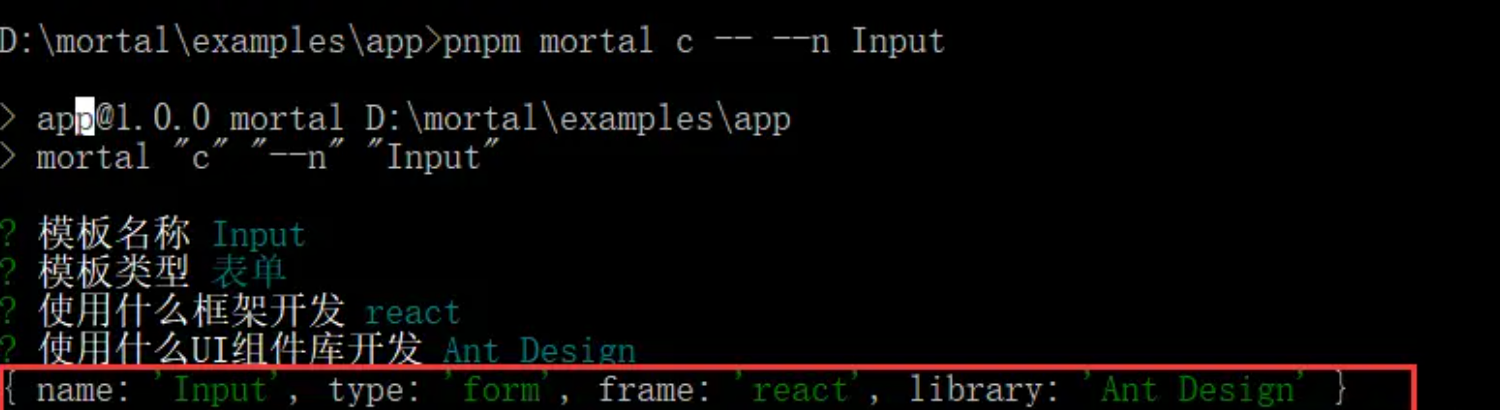 D:\mortal\examples\app>pnpm mortal c -- --n Input
> app@1.0.0 mortal D:\mortal\examples\app
> mortal "c" "--n" "Input"
? 模板名称 Input
? 模板类型 表单
? 使用什么框架开发 react
? 使用什么UI组件库开发 Ant Design
{ name: 'Input', type: 'form', frame: 'react', library: 'Ant Design' }